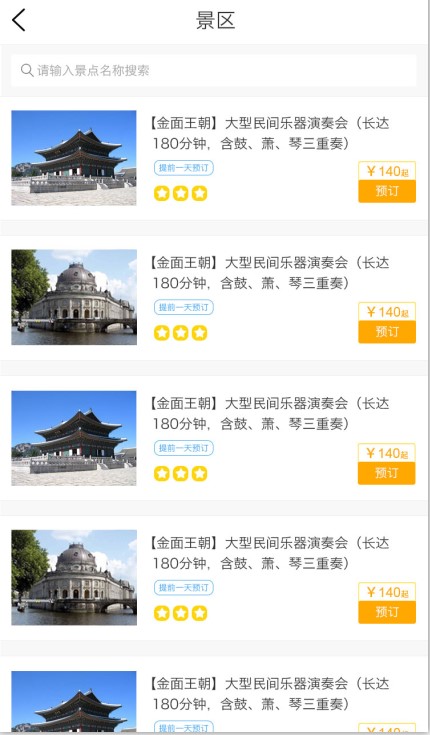 景区
请输入景点名称搜索
【金面王朝】大型民间乐器演奏会（长达
180分钟，含鼓、萧、琴三重奏）
提前一天预订
￥140起
预订
【金面王朝】大型民间乐器演奏会（长达
180分钟，含鼓、萧、琴三重奏）
提前一天预订
￥140起
预订
【金面王朝】大型民间乐器演奏会（长达
180分钟，含鼓、萧、琴三重奏）
提前一天预订
￥140起
预订
【金面王朝】大型民间乐器演奏会（长达
180分钟，含鼓、萧、琴三重奏）
提前一天预订
￥140起
预订
【金面王朝】大型民间乐器演奏会（长达
180分钟，含鼓、萧、琴三重奏）
提前一天预订
￥140起